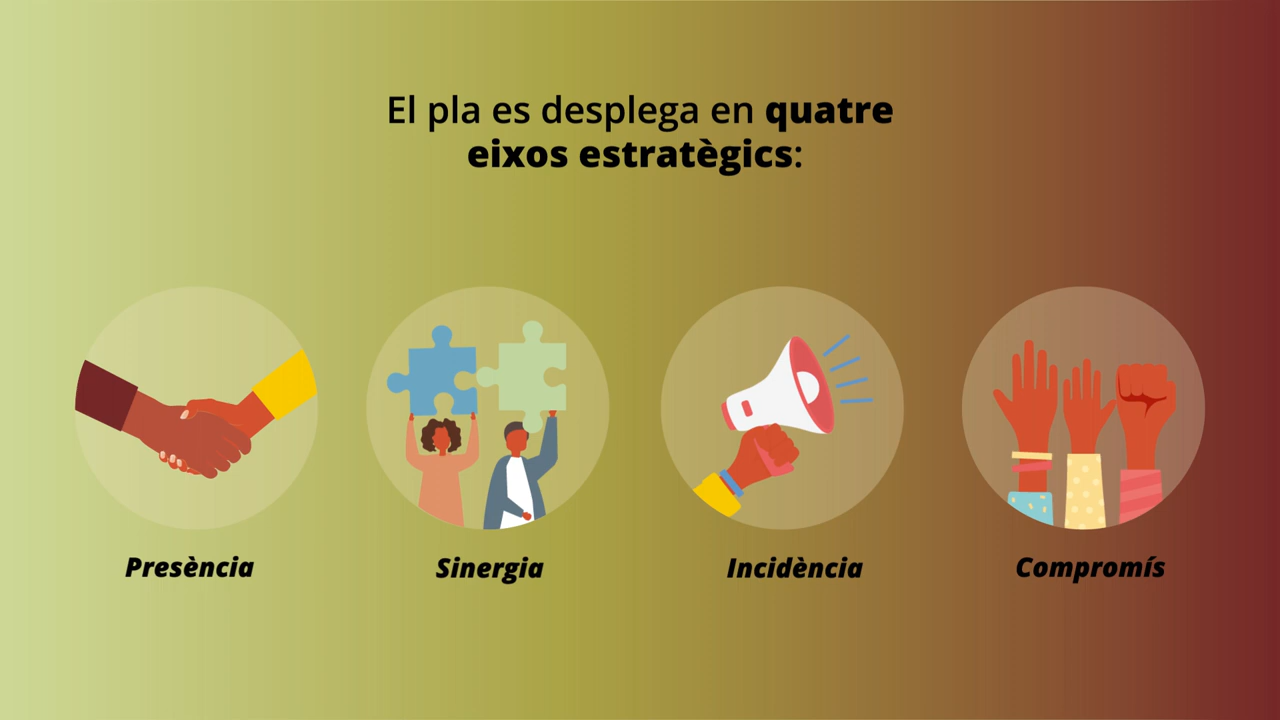 El pla es desplega en quatre
eixos estratègics:
Presència
Sinergia
Incidència
Compromís